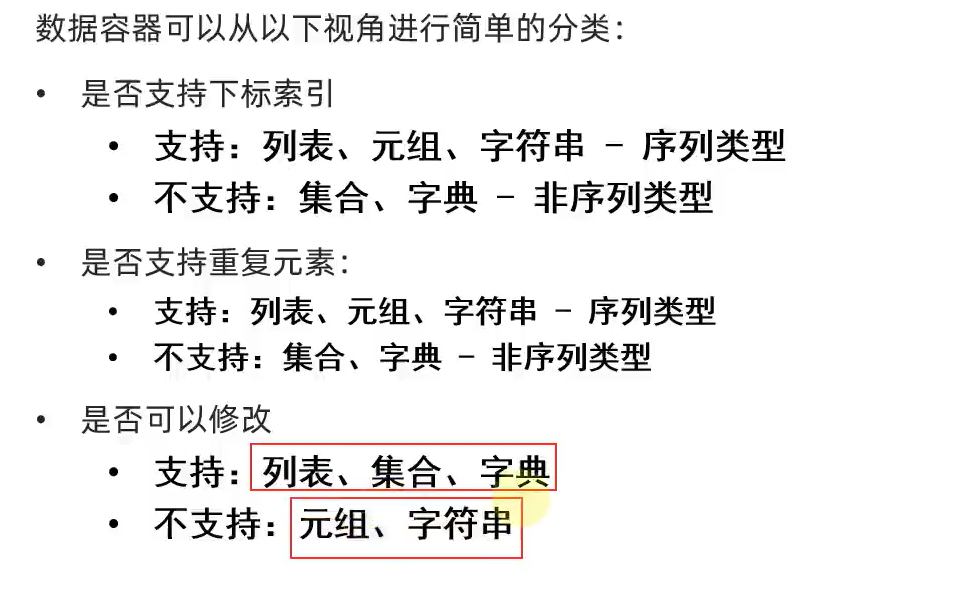 数据容器可以从以下视角进行简单的分类：
• 是否支持下标索引
• 支持：列表、元组、字符串 - 序列类型
• 不支持：集合、字典 - 非序列类型
• 是否支持重复元素：
• 支持：列表、元组、字符串 - 序列类型
• 不支持：集合、字典 - 非序列类型
• 是否可以修改
• 支持：列表、集合、字典
• 不支持：元组、字符串